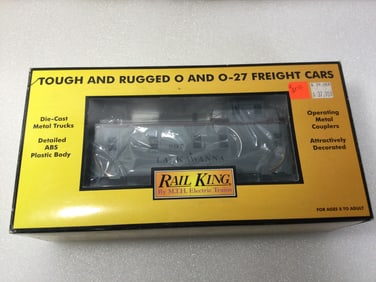 TOUGH AND RUGGED O AND O-27 FREIGHT CARS
Die-Cast
Metal Trucks
Detailed
ABS
Plastic Body
Operating
Metal
Couplers
Attractively
Decorated
LACKAWANNA
RAIL KING
By M.T.H. Electric Trains
FOR AGES 8 TO ADULT